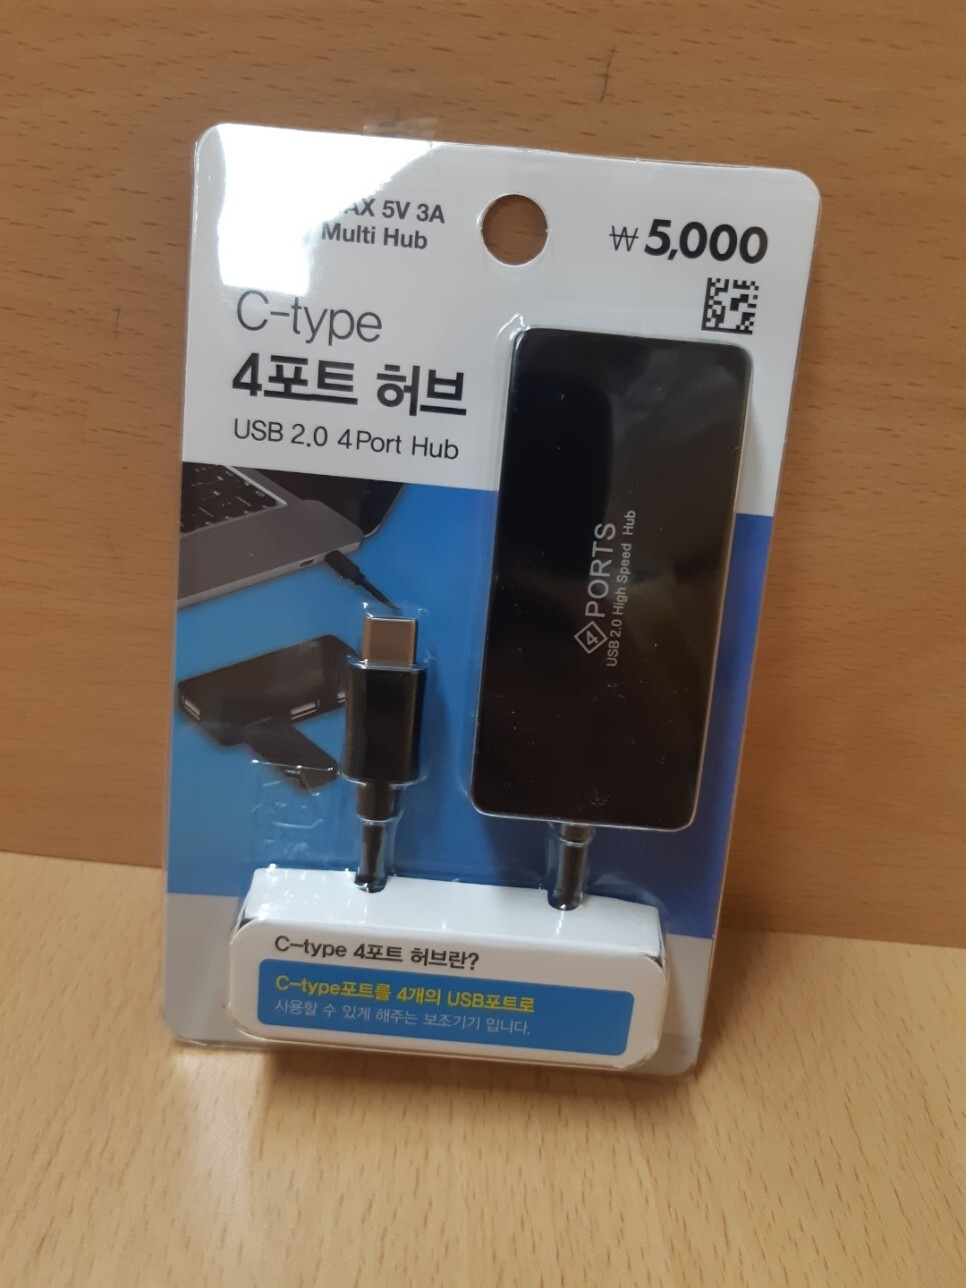 5V 3A
Multi Hub
₩5,000
C-type
4포트 허브
USB 2.0 4Port Hub
4 PORTS
USB 2.0 High Speed Hub
C-type 4포트 허브란?
C-type포트를 4개의 USB포트로
사용할 수 있게 해주는 보조기기 입니다.